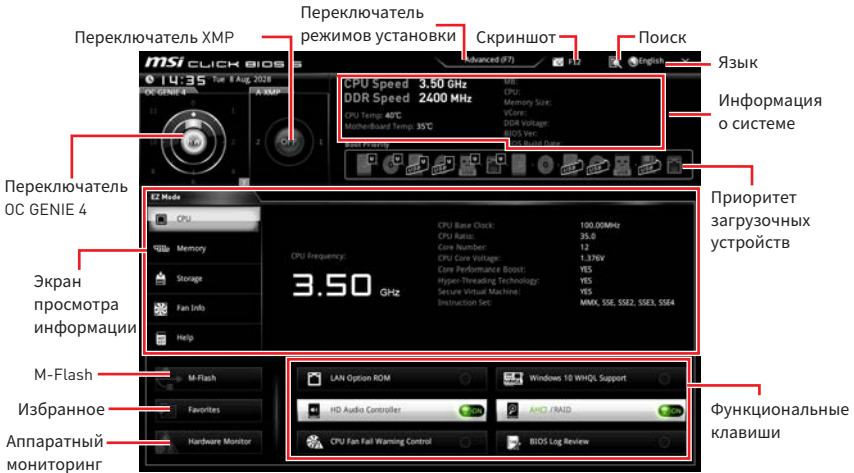 Переключатель
режимов установки
Переключатель XMP
Скриншот
Поиск
Язык
Информация
о системе
Приоритет
загрузочных
устройств
Функциональные
клавиши
Переключатель
OC GENIE 4
Экран
просмотра
информации
M-Flash
Избранное
Аппаратный
мониторинг
msi CLICK BIOS 5
Advanced (F7)
F12
English
14:35 Tue 8 Aug, 2028
OC GENIE 4
A-XMP
OFF
2
1
CPU Speed 3.50 GHz
DDR Speed 2400 MHz
CPU Temp: 40°C
MotherBoard Temp: 35°C
MB:
CPU:
Memory Size:
VCore:
DDR Voltage:
BIOS Ver:
BIOS Build Date:
Boot Priority
EZ Mode
CPU
Memory
Storage
Fan Info
Help
CPU Frequency:
3.50 GHz
CPU Base Clock: 100.00MHz
CPU Ratio: 35.0
Core Number: 12
CPU Core Voltage: 1.376V
Core Performance Boost: YES
Hyper-Threading Technology: YES
Secure Virtual Machine: YES
Instruction Set: MMX, SSE, SSE2, SSE3, SSE4
M-Flash
Favorites
Hardware Monitor
LAN Option ROM
Windows 10 WHQL Support
HD Audio Controller ON
AHCI /RAID ON
CPU Fan Fail Warning Control
BIOS Log Review